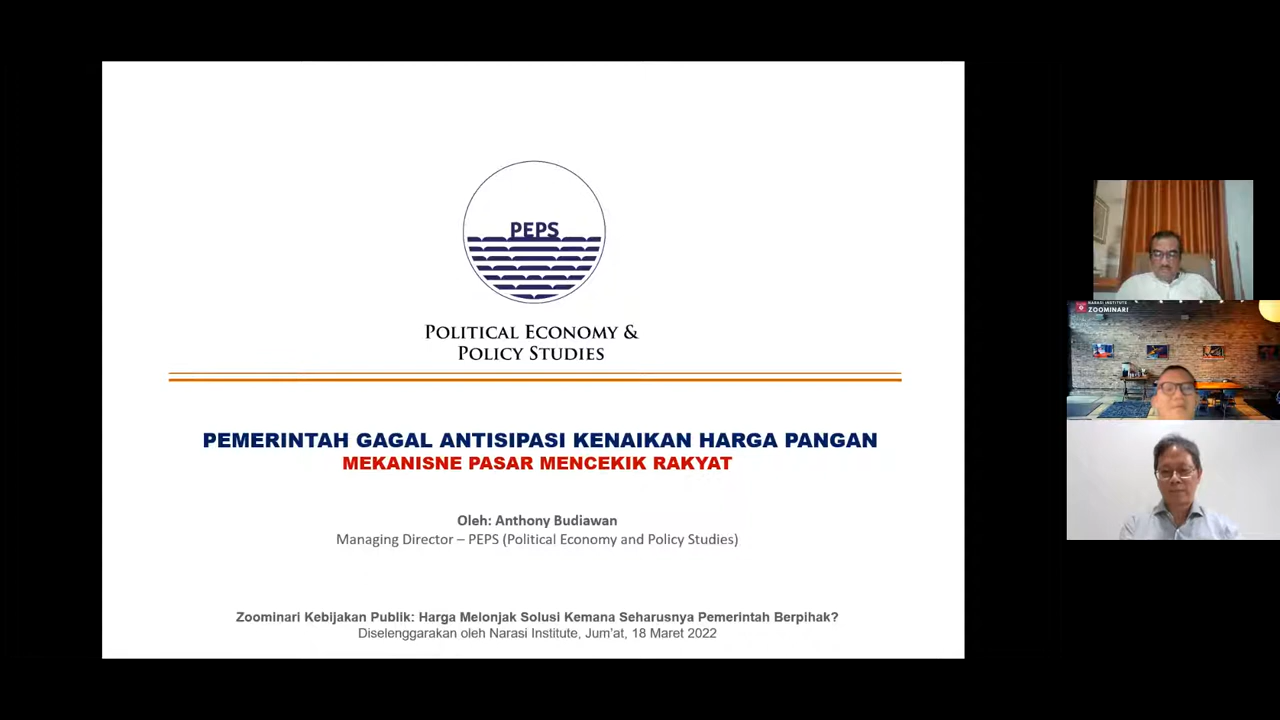 PEPS
POLITICAL ECONOMY &
POLICY STUDIES
PEMERINTAH GAGAL ANTISIPASI KENAIKAN HARGA PANGAN
MEKANISNE PASAR MENCEKIK RAKYAT
Oleh: Anthony Budiawan
Managing Director – PEPS (Political Economy and Policy Studies)
Zoominari Kebijakan Publik: Harga Melonjak Solusi Kemana Seharusnya Pemerintah Berpihak?
Diselenggarakan oleh Narasi Institute, Jum'at, 18 Maret 2022
NARASI INSTITUTE
ZOOMINARI